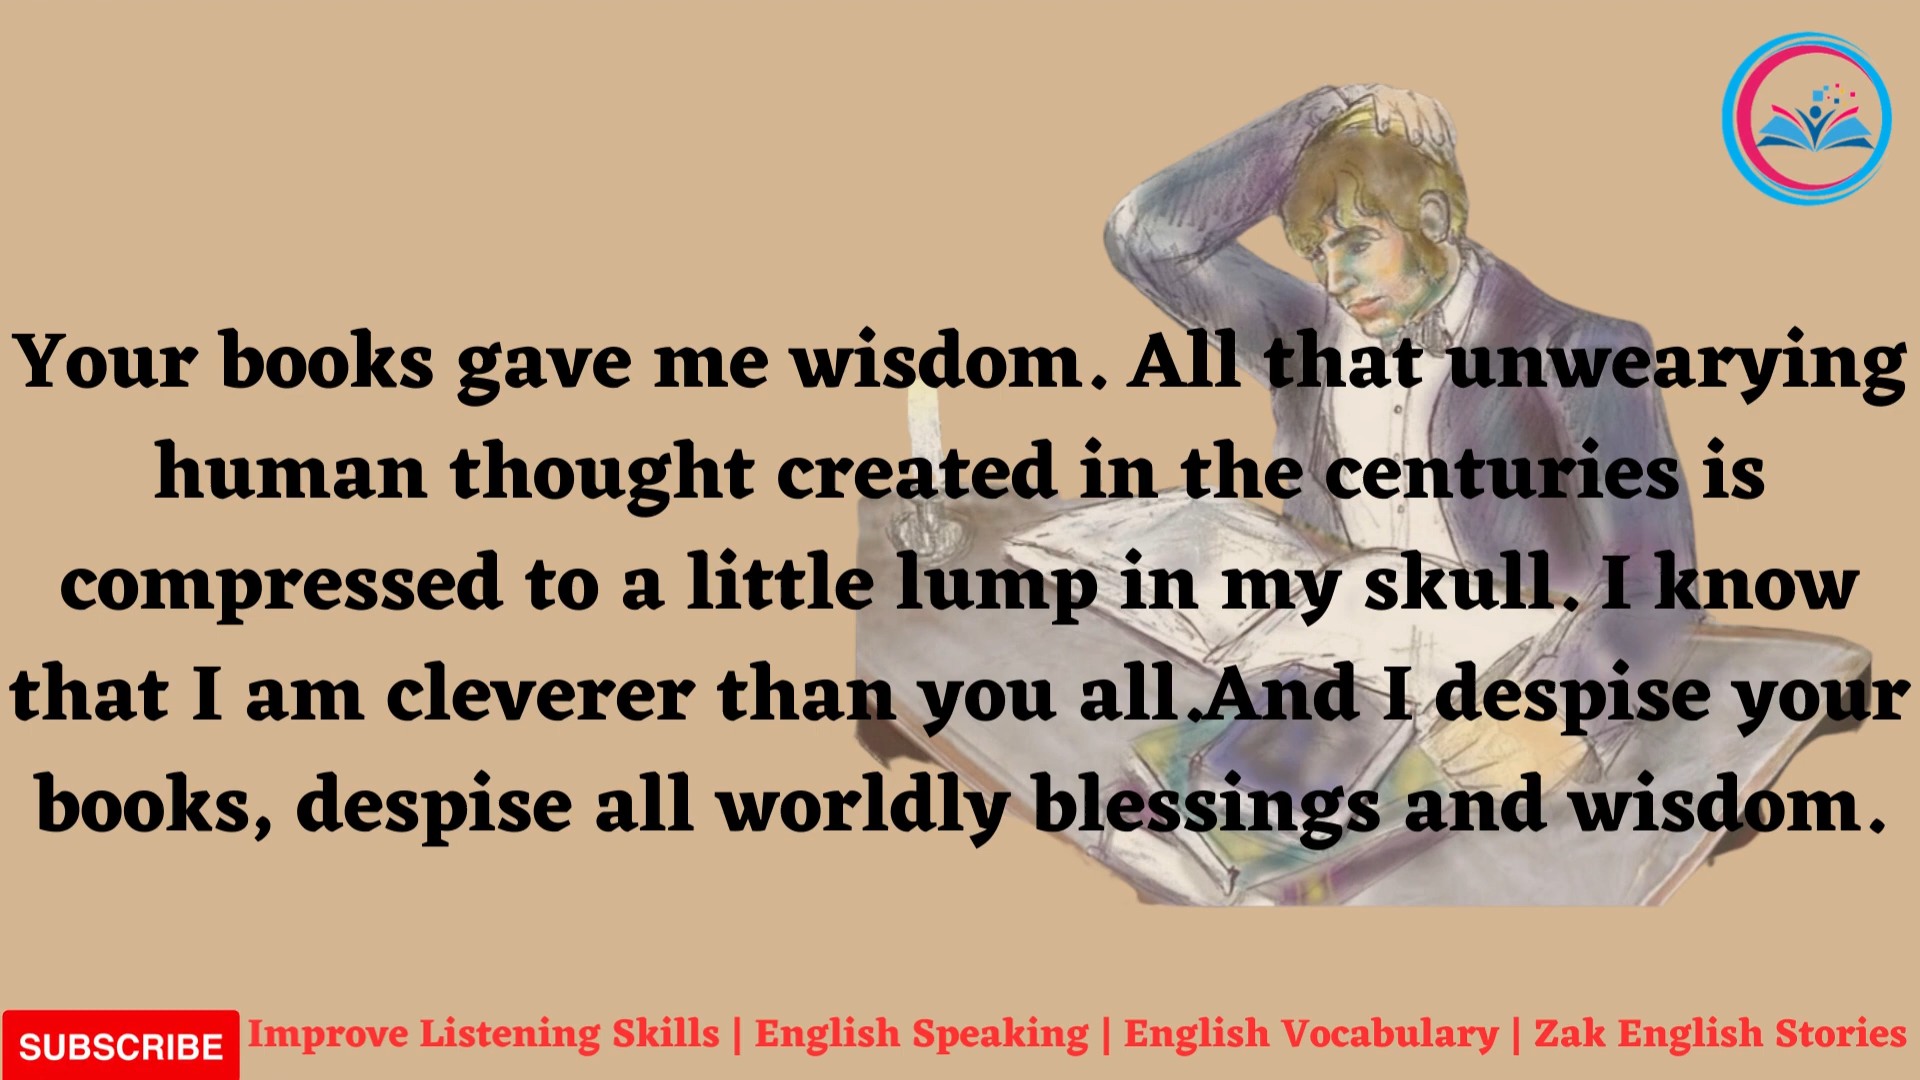 Your books gave me wisdom. All that unwearying
human thought created in the centuries is
compressed to a little lump in my skull. I know
that I am cleverer than you all.And I despise your
books, despise all worldly blessings and wisdom.
SUBSCRIBE Improve Listening Skills | English Speaking | English Vocabulary | Zak English Stories